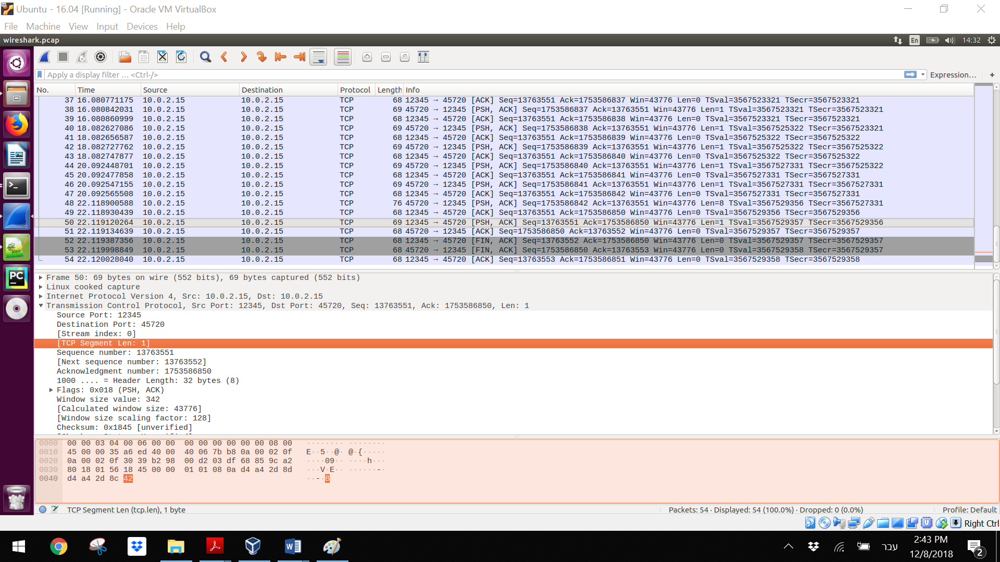 Ubuntu - 16.04 [Running] - Oracle VM VirtualBox
File Machine View Input Devices Help
wireshark.pcap
En 14:32
Apply a display filter … <Ctrl-/>
Expression… +
No. Time Source Destination Protocol Length Info
37 16.080771175 10.0.2.15 10.0.2.15 TCP 68 12345 → 45720 [ACK] Seq=13763551 Ack=1753586837 Win=43776 Len=0 TSval=3567523321 TSecr=3567523321
38 16.080842031 10.0.2.15 10.0.2.15 TCP 69 45720 → 12345 [PSH, ACK] Seq=1753586837 Ack=13763551 Win=43776 Len=1 TSval=3567523321 TSecr=3567523321
39 16.080860999 10.0.2.15 10.0.2.15 TCP 68 12345 → 45720 [ACK] Seq=13763551 Ack=1753586838 Win=43776 Len=0 TSval=3567523321 TSecr=3567523321
40 18.082627086 10.0.2.15 10.0.2.15 TCP 69 45720 → 12345 [PSH, ACK] Seq=1753586838 Ack=13763551 Win=43776 Len=1 TSval=3567525322 TSecr=3567523321
41 18.082656587 10.0.2.15 10.0.2.15 TCP 68 12345 → 45720 [ACK] Seq=13763551 Ack=1753586839 Win=43776 Len=0 TSval=3567525322 TSecr=3567525322
42 18.082727762 10.0.2.15 10.0.2.15 TCP 69 45720 → 12345 [PSH, ACK] Seq=1753586839 Ack=13763551 Win=43776 Len=1 TSval=3567525322 TSecr=3567525322
43 18.082747877 10.0.2.15 10.0.2.15 TCP 68 12345 → 45720 [ACK] Seq=13763551 Ack=1753586840 Win=43776 Len=0 TSval=3567525322 TSecr=3567525322
44 20.092448701 10.0.2.15 10.0.2.15 TCP 69 45720 → 12345 [PSH, ACK] Seq=1753586840 Ack=13763551 Win=43776 Len=1 TSval=3567527331 TSecr=3567525322
45 20.092477858 10.0.2.15 10.0.2.15 TCP 68 12345 → 45720 [ACK] Seq=13763551 Ack=1753586841 Win=43776 Len=0 TSval=3567527331 TSecr=3567527331
46 20.092547155 10.0.2.15 10.0.2.15 TCP 69 45720 → 12345 [PSH, ACK] Seq=1753586841 Ack=13763551 Win=43776 Len=1 TSval=3567527331 TSecr=3567527331
47 20.092565508 10.0.2.15 10.0.2.15 TCP 68 12345 → 45720 [ACK] Seq=13763551 Ack=1753586842 Win=43776 Len=0 TSval=3567527331 TSecr=3567527331
48 22.118900588 10.0.2.15 10.0.2.15 TCP 76 45720 → 12345 [PSH, ACK] Seq=1753586842 Ack=13763551 Win=43776 Len=8 TSval=3567529356 TSecr=3567527331
49 22.118930439 10.0.2.15 10.0.2.15 TCP 68 12345 → 45720 [ACK] Seq=13763551 Ack=1753586850 Win=43776 Len=0 TSval=3567529356 TSecr=3567529356
50 22.119120264 10.0.2.15 10.0.2.15 TCP 69 12345 → 45720 [PSH, ACK] Seq=13763551 Ack=1753586850 Win=43776 Len=1 TSval=3567529357 TSecr=3567529356
51 22.119134639 10.0.2.15 10.0.2.15 TCP 68 45720 → 12345 [ACK] Seq=1753586850 Ack=13763552 Win=43776 Len=0 TSval=3567529357 TSecr=3567529357
52 22.119387356 10.0.2.15 10.0.2.15 TCP 68 12345 → 45720 [FIN, ACK] Seq=13763552 Ack=1753586850 Win=43776 Len=0 TSval=3567529357 TSecr=3567529357
53 22.119998849 10.0.2.15 10.0.2.15 TCP 68 45720 → 12345 [FIN, ACK] Seq=1753586850 Ack=13763553 Win=43776 Len=0 TSval=3567529358 TSecr=3567529357
54 22.120028040 10.0.2.15 10.0.2.15 TCP 68 12345 → 45720 [ACK] Seq=13763553 Ack=1753586851 Win=43776 Len=0 TSval=3567529358 TSecr=3567529358
Frame 50: 69 bytes on wire (552 bits), 69 bytes captured (552 bits)
Linux cooked capture
Internet Protocol Version 4, Src: 10.0.2.15, Dst: 10.0.2.15
Transmission Control Protocol, Src Port: 12345, Dst Port: 45720, Seq: 13763551, Ack: 1753586850, Len: 1
Source Port: 12345
Destination Port: 45720
[Stream index: 0]
[TCP Segment Len: 1]
Sequence number: 13763551
[Next sequence number: 13763552]
Acknowledgment number: 1753586850
1000 .... = Header Length: 32 bytes (8)
Flags: 0x018 (PSH, ACK)
Window size value: 342
[Calculated window size: 43776]
[Window size scaling factor: 128]
Checksum: 0x1845 [unverified]
0000 00 00 03 04 00 06 00 00 00 00 00 00 00 00 08 00 ········ ········
0010 45 00 00 35 a6 ed 40 00 40 06 7b b8 0a 00 02 0f E··5··@· @·{·····
0020 0a 00 02 0f 30 39 b2 98 00 d2 03 df 68 85 9c a2 ····09·· ····h···
0030 80 18 01 56 18 45 00 00 01 01 08 0a d4 a4 2d 8d ···V·E·· ······-·
0040 d4 a4 2d 8c 42 ··-·B
TCP Segment Len (tcp.len), 1 byte
Packets: 54 · Displayed: 54 (100.0%) · Dropped: 0 (0.0%)
Profile: Default
Right Ctrl
PC
עבר
2:43 PM
12/8/2018
2